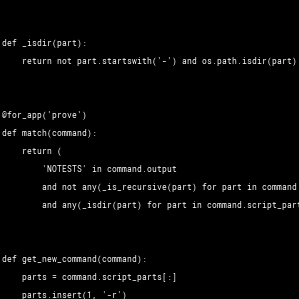 def _isdir(part):
    return not part.startswith('-') and os.path.isdir(part)
@for_app('prove')
def match(command):
    return (
        'NOTESTS' in command.output
        and not any(_is_recursive(part) for part in command
        and any(_isdir(part) for part in command.script_part
def get_new_command(command):
    parts = command.script_parts[:]
    parts.insert(1, '-r')